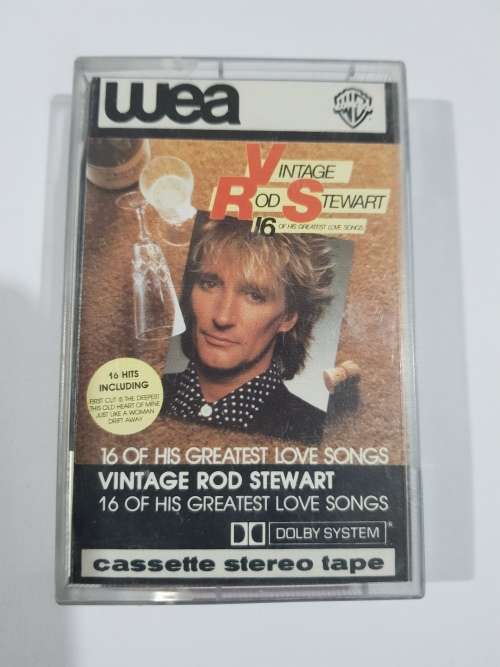 wea
VINTAGE
ROD STEWART
16 OF HIS GREATEST LOVE SONGS
16 HITS
INCLUDING
FIRST CUT IS THE DEEPEST
THIS OLD HEART OF MINE
JUST LIKE A WOMAN
DRIFT AWAY
16 OF HIS GREATEST LOVE SONGS
VINTAGE ROD STEWART
16 OF HIS GREATEST LOVE SONGS
DOLBY SYSTEM
cassette stereo tape